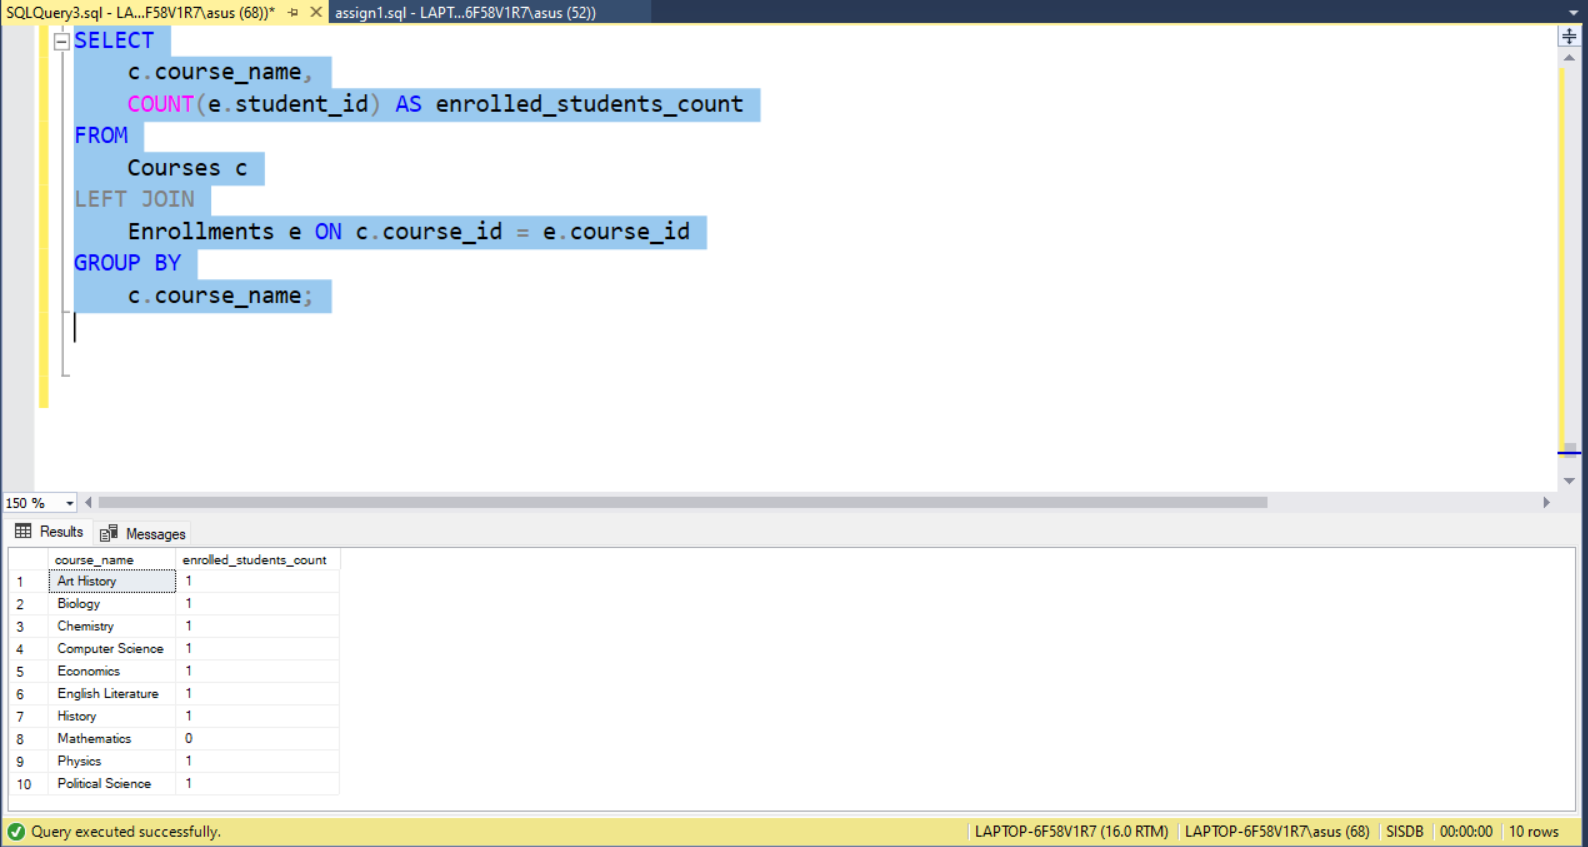 SQLQuery3.sql - LA...F58V1R7\asus (68))* assign1.sql - LAPT...6F58V1R7\asus (52))
SELECT
c.course_name,
COUNT(e.student_id) AS enrolled_students_count
FROM
Courses c
LEFT JOIN
Enrollments e ON c.course_id = e.course_id
GROUP BY
c.course_name;
150 %
Results Messages
course_name enrolled_students_count
1 Art History 1
2 Biology 1
3 Chemistry 1
4 Computer Science 1
5 Economics 1
6 English Literature 1
7 History 1
8 Mathematics 0
9 Physics 1
10 Political Science 1
Query executed successfully. LAPTOP-6F58V1R7 (16.0 RTM) LAPTOP-6F58V1R7\asus (68) SISDB 00:00:00 10 rows